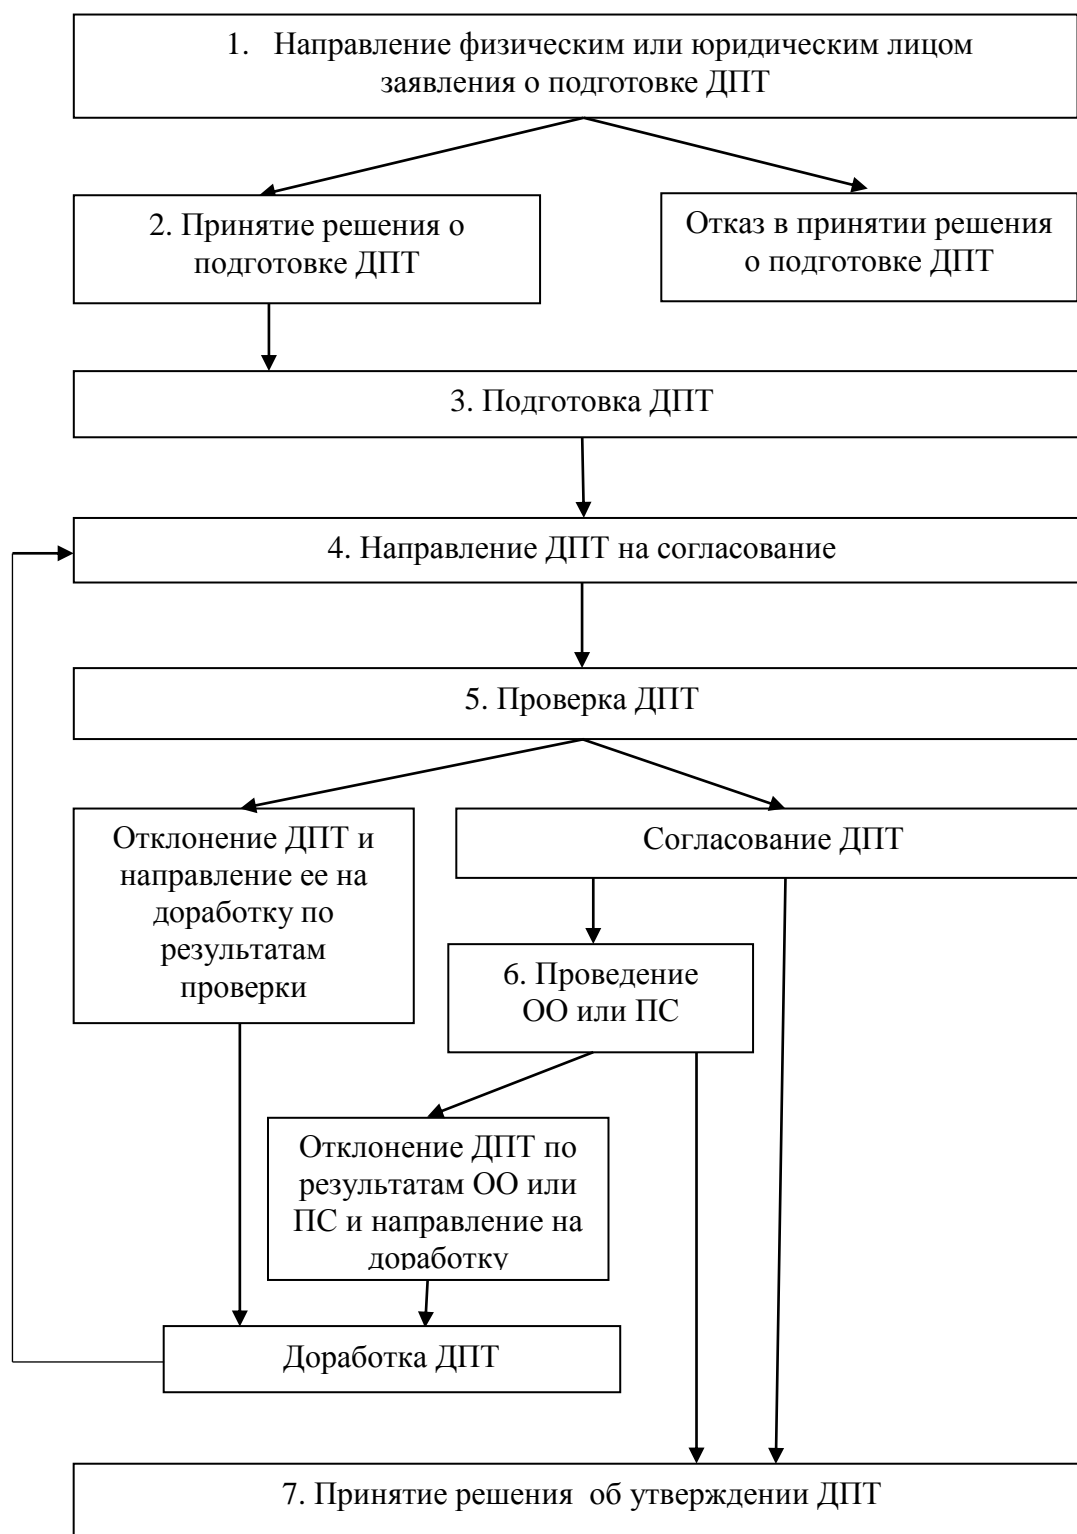 1. Направление физическим или юридическим лицом
заявления о подготовке ДПТ
2. Принятие решения о
подготовке ДПТ
Отказ в принятии решения
о подготовке ДПТ
3. Подготовка ДПТ
4. Направление ДПТ на согласование
5. Проверка ДПТ
Отклонение ДПТ и
направление ее на
доработку по
результатам
проверки
Согласование ДПТ
6. Проведение
ОО или ПС
Отклонение ДПТ по
результатам ОО или
ПС и направление на
доработку
Доработка ДПТ
7. Принятие решения об утверждении ДПТ